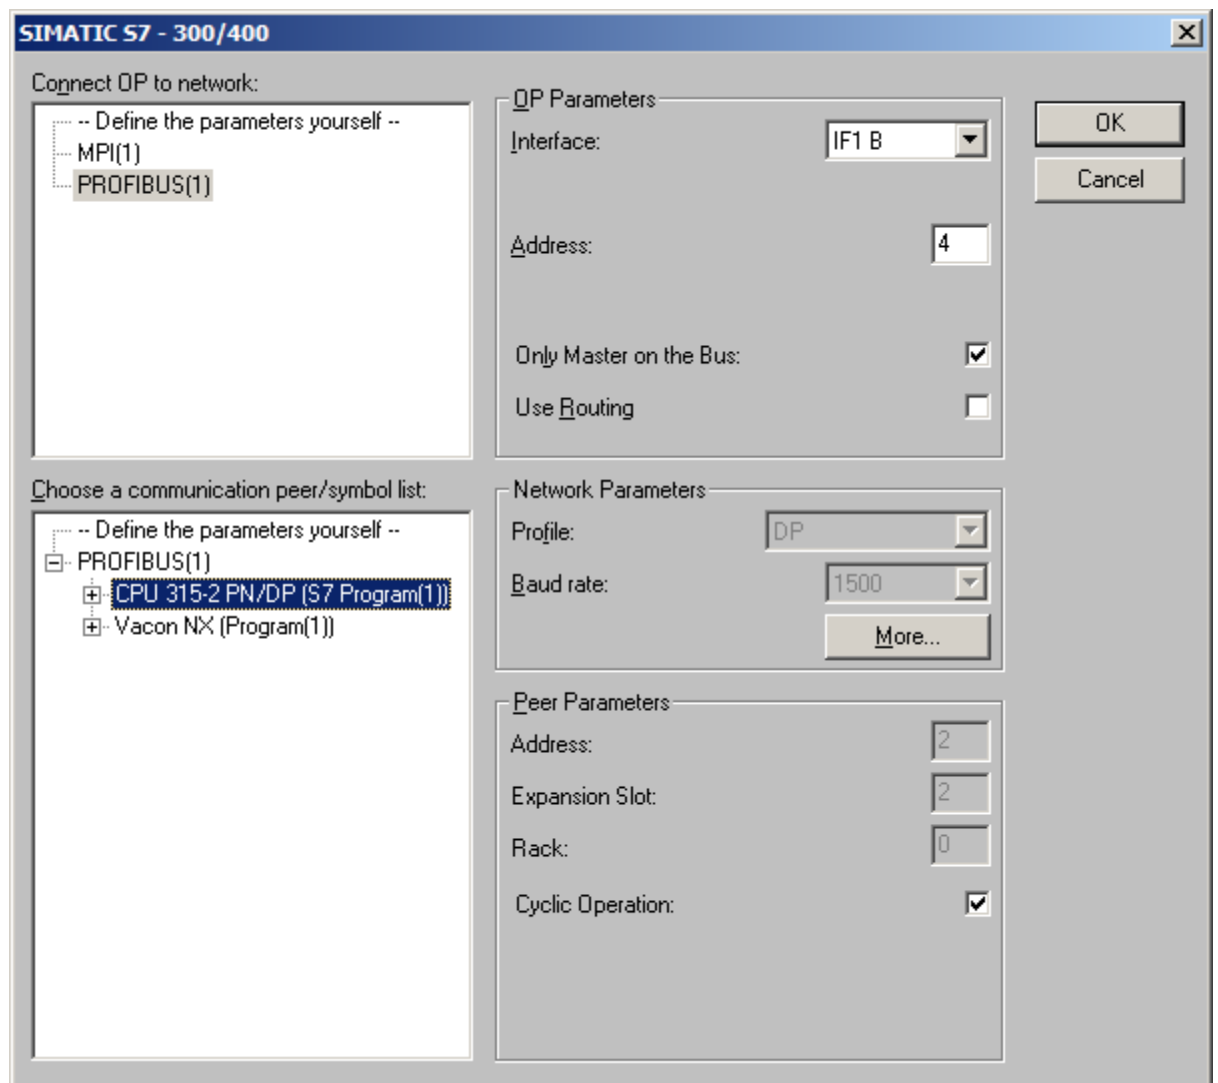 SIMATIC S7 - 300/400
Connect OP to network:
-- Define the parameters yourself --
MPI(1)
PROFIBUS(1)
OP Parameters
Interface: IF1 B
Address: 4
Only Master on the Bus:
Use Routing
OK
Cancel
Choose a communication peer/symbol list:
-- Define the parameters yourself --
PROFIBUS(1)
CPU 315-2 PN/DP (S7 Program(1))
Vacon NX (Program(1))
Network Parameters
Profile: DP
Baud rate: 1500
More...
Peer Parameters
Address: 2
Expansion Slot: 2
Rack: 0
Cyclic Operation: